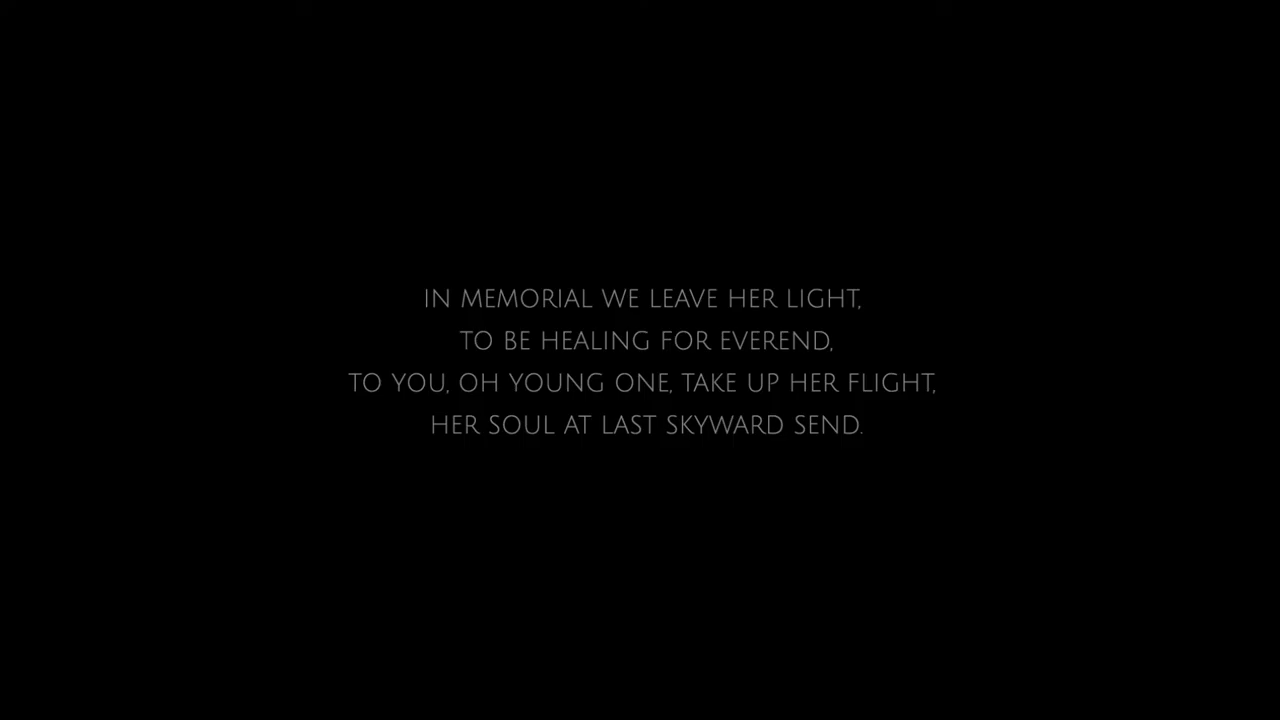 IN MEMORIAL WE LEAVE HER LIGHT,
TO BE HEALING FOR EVEREND,
TO YOU, OH YOUNG ONE, TAKE UP HER FLIGHT,
HER SOUL AT LAST SKYWARD SEND.